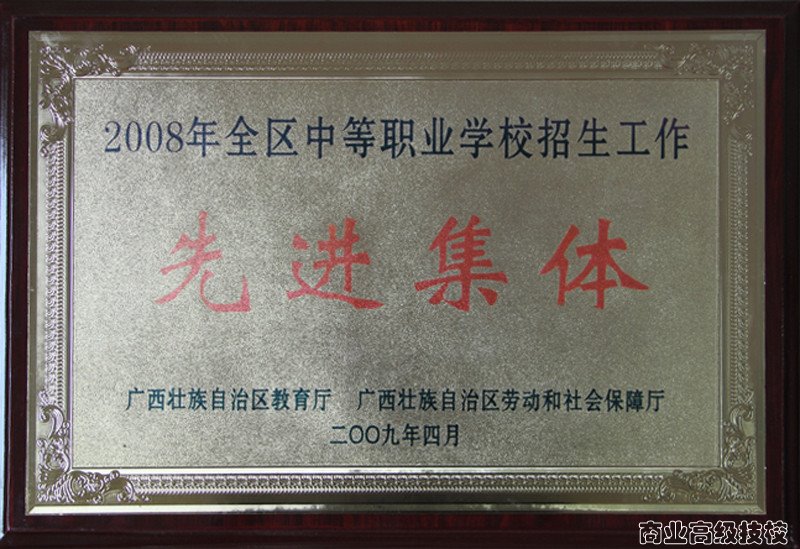 2008年全区中等职业学校招生工作
先进集体
广西壮族自治区教育厅 广西壮族自治区劳动和社会保障厅
二〇〇九年四月
商业高级技校